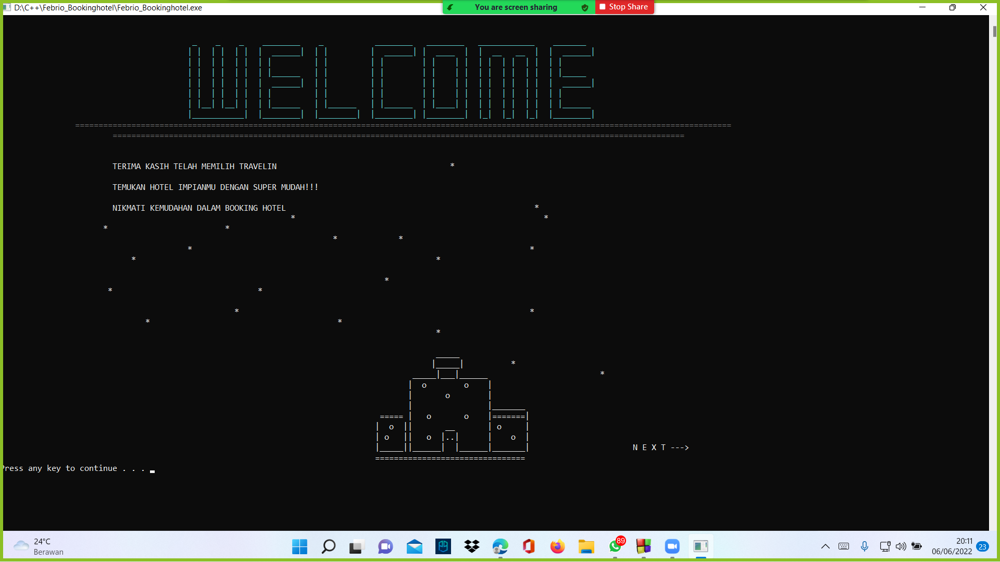 D:\C++\Febrio_Bookinghotel\Febrio_Bookinghotel.exe
You are screen sharing
Stop Share
WELCOME
TERIMA KASIH TELAH MEMILIH TRAVELIN
TEMUKAN HOTEL IMPIANMU DENGAN SUPER MUDAH!!!
NIKMATI KEMUDAHAN DALAM BOOKING HOTEL
N E X T --->
Press any key to continue . . .
24°C
Berawan
89
20:11
06/06/2022
23